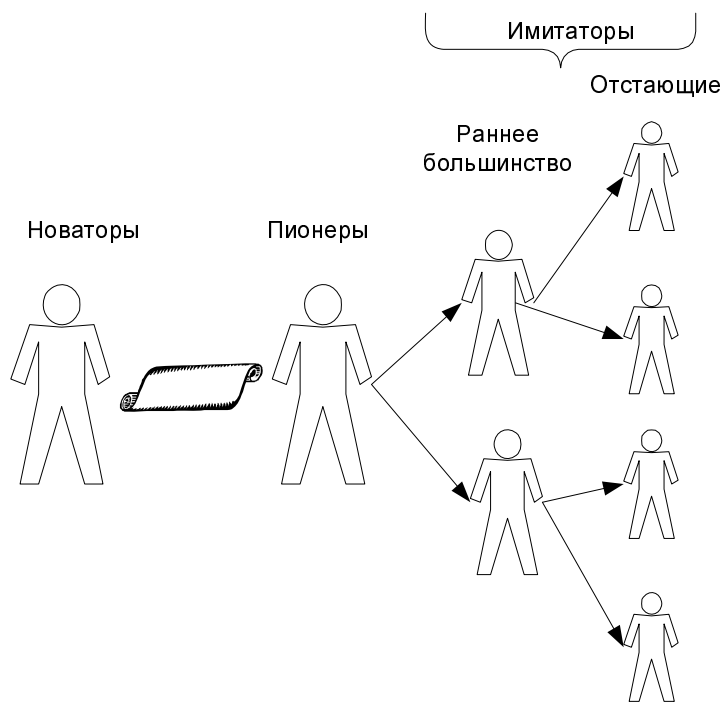 Имитаторы
Отстающие
Раннее
большинство
Новаторы
Пионеры